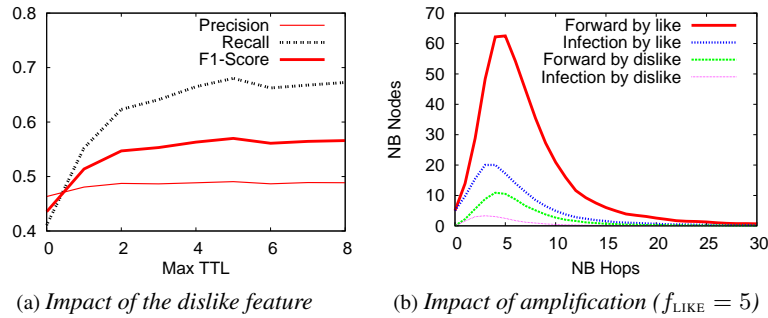 0.8
0.7
0.6
0.5
0.4
0
2
4
6
8
Max TTL
Precision
Recall
F1-Score
(a) Impact of the dislike feature
NB Nodes
70
60
50
40
30
20
10
0
0
5
10
15
20
25
30
NB Hops
Forward by like
Infection by like
Forward by dislike
Infection by dislike
(b) Impact of amplification (f_LIKE = 5)